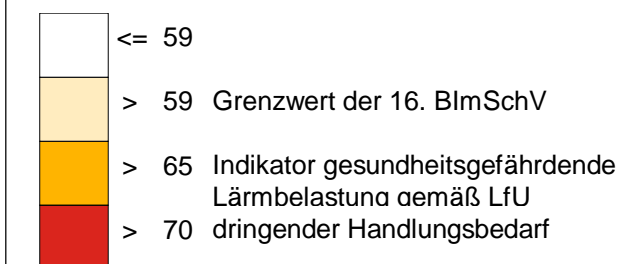 <= 59
> 59 Grenzwert der 16. BImSchV
> 65 Indikator gesundheitsgefährdende
Lärmbelastung gemäß LfU
> 70 dringender Handlungsbedarf